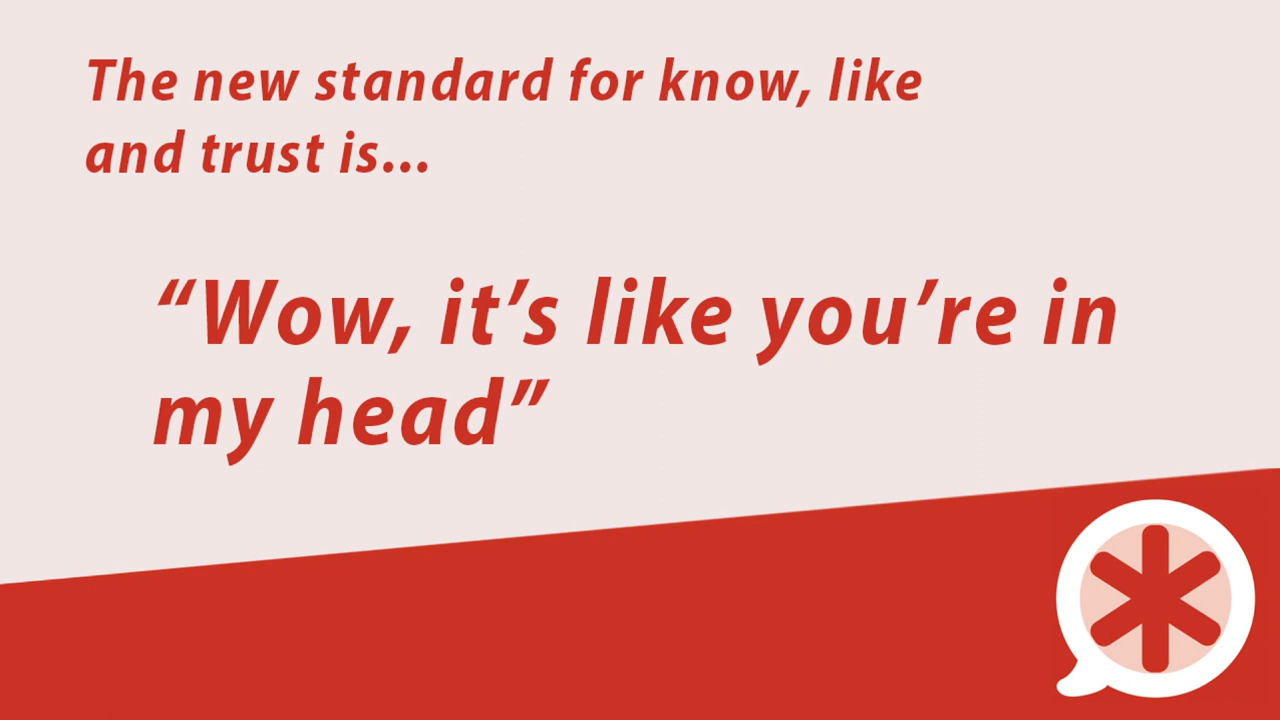 The new standard for know, like
and trust is...
“Wow, it’s like you’re in
my head”